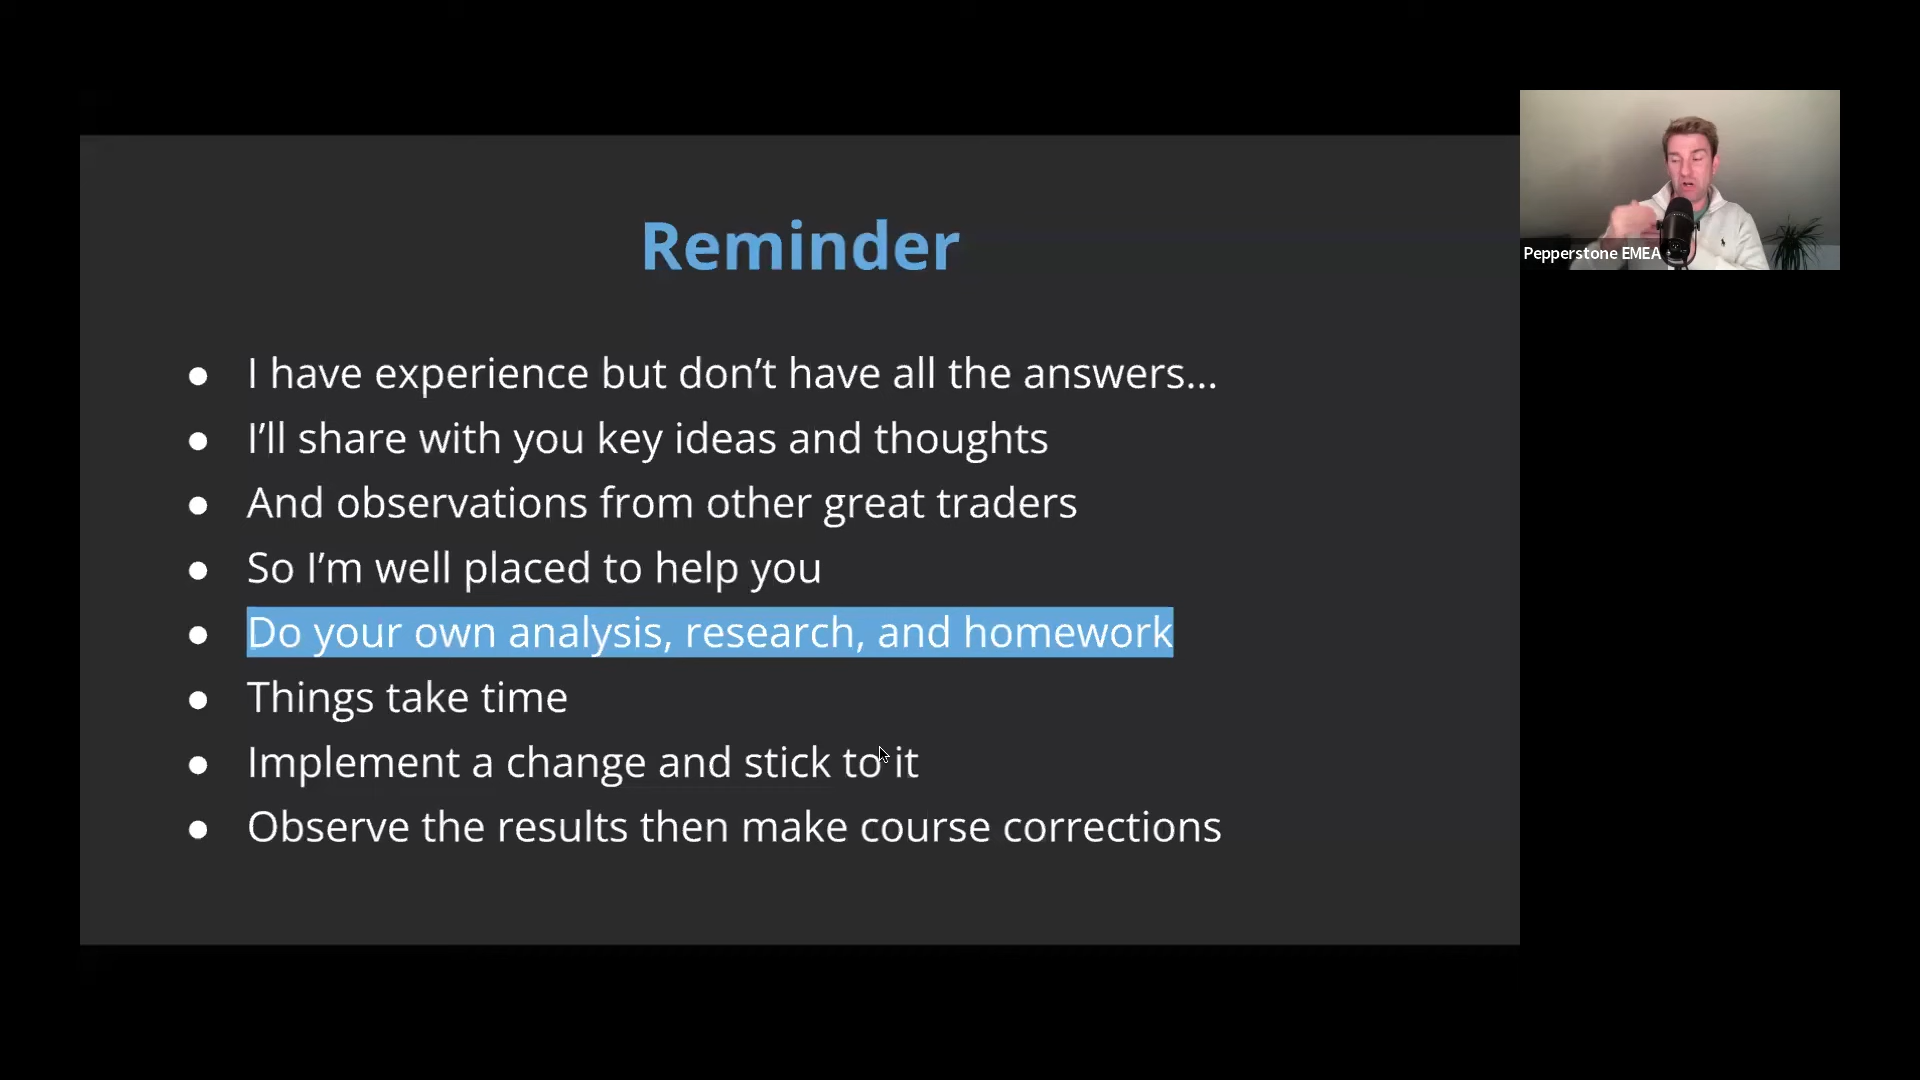 Reminder
● I have experience but don’t have all the answers...
● I’ll share with you key ideas and thoughts
● And observations from other great traders
● So I’m well placed to help you
● Do your own analysis, research, and homework
● Things take time
● Implement a change and stick to it
● Observe the results then make course corrections
Pepperstone EMEA